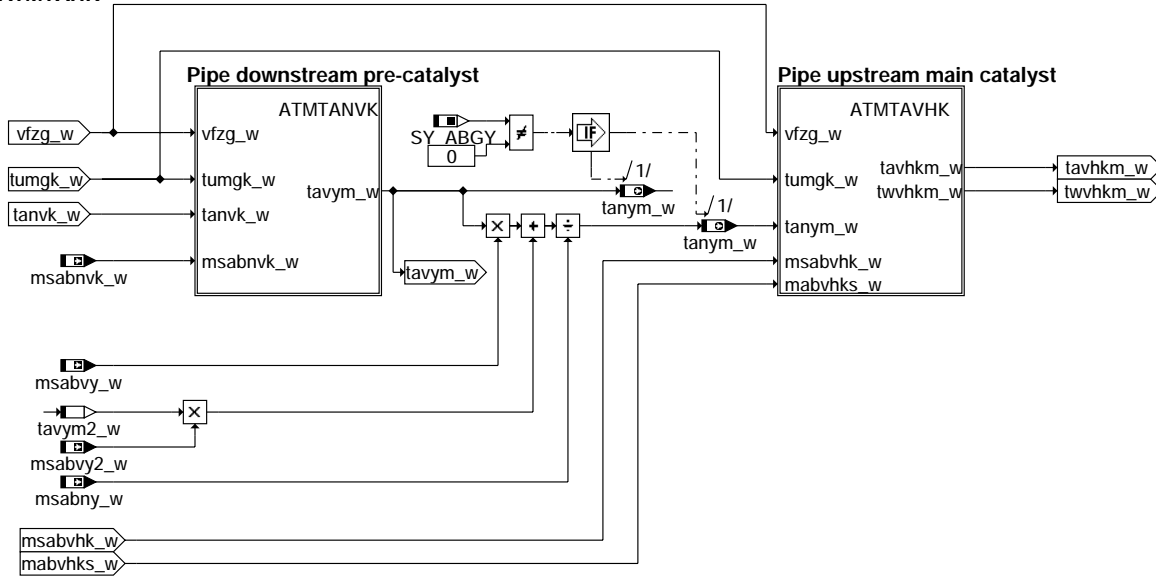 Pipe downstream pre-catalyst
Pipe upstream main catalyst
ATMTANVK
ATMTAVHK
vfzg_w
vfzg_w
vfzg_w
SY_ABGY
≠
IF
0
tumgk_w
tumgk_w
tavym_w
/1/
tanym_w
tumgk_w
tavhkm_w
tavhkm_w
twvhkm_w
twvhkm_w
tanvk_w
tanvk_w
×
+
÷
/1/
tanym_w
tanym_w
msabnvk_w
msabnvk_w
tavym_w
msabvhk_w
mabvhks_w
msabvy_w
tavym2_w
×
msabvy2_w
msabny_w
msabvhk_w
mabvhks_w